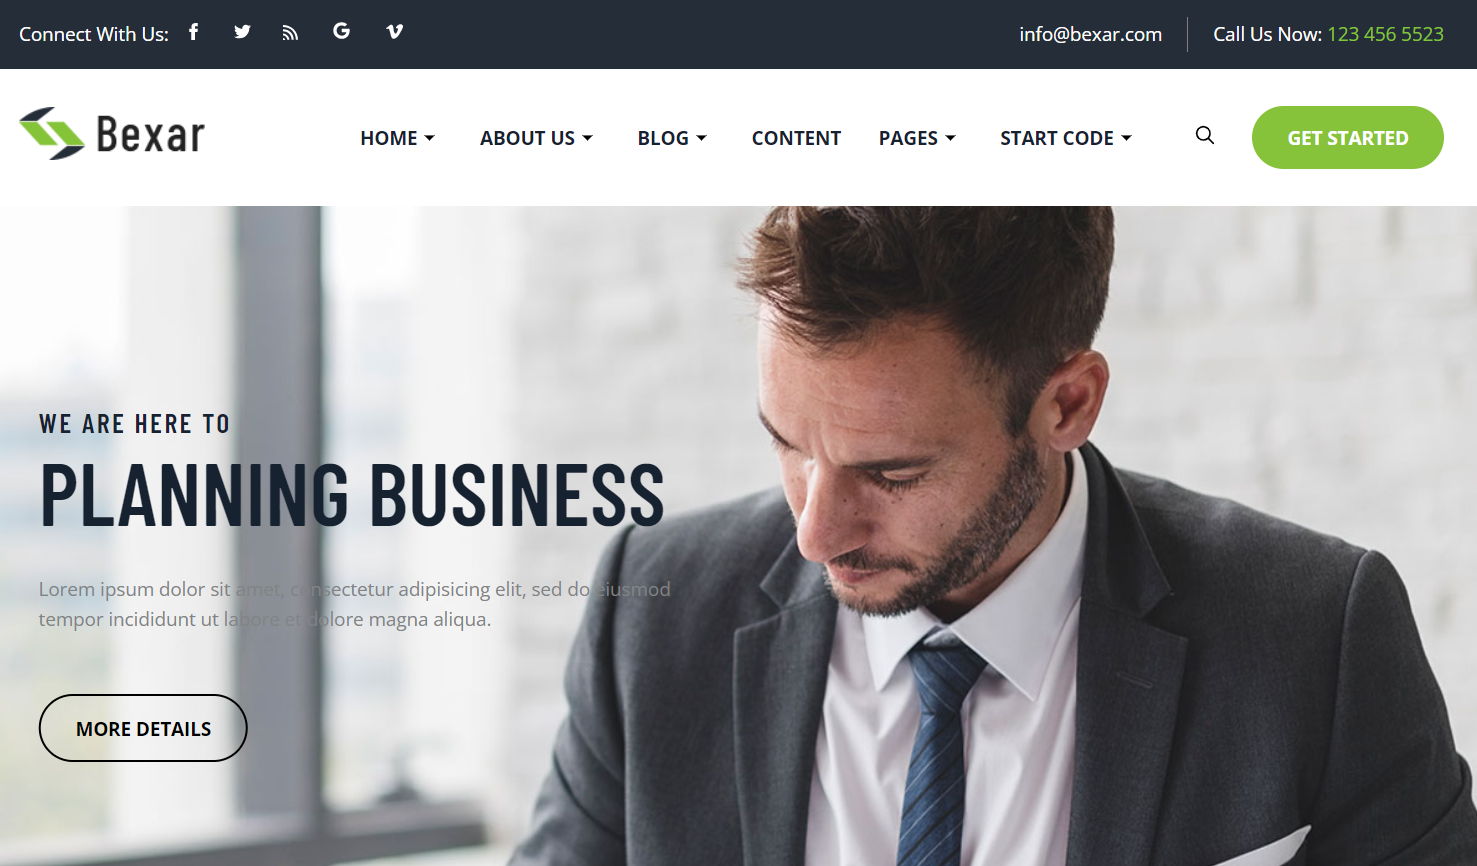 Connect With Us:
info@bexar.com
Call Us Now: 123 456 5523
Bexar
HOME
ABOUT US
BLOG
CONTENT
PAGES
START CODE
GET STARTED
WE ARE HERE TO
PLANNING BUSINESS
Lorem ipsum dolor sit amet, consectetur adipisicing elit, sed do eiusmod
tempor incididunt ut labore et dolore magna aliqua.
MORE DETAILS